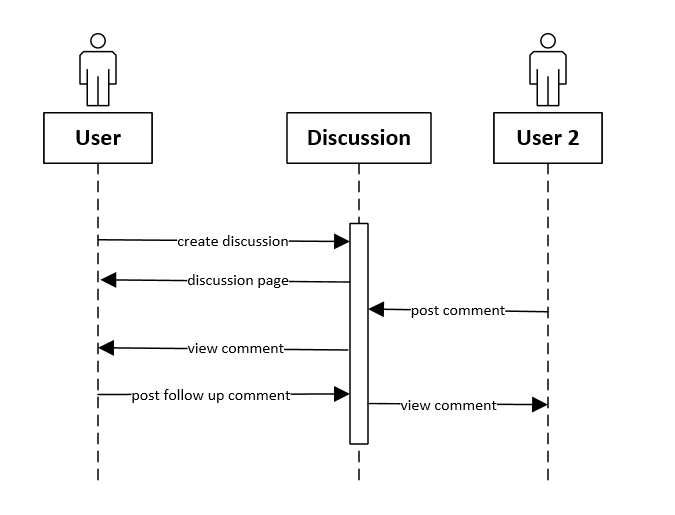 User
Discussion
User 2
create discussion
discussion page
post comment
view comment
post follow up comment
view comment